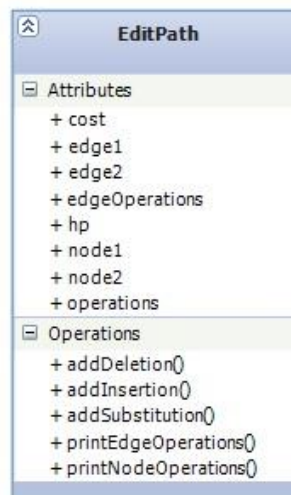 EditPath
Attributes
+ cost
+ edge1
+ edge2
+ edgeOperations
+ hp
+ node1
+ node2
+ operations
Operations
+ addDeletion()
+ addInsertion()
+ addSubstitution()
+ printEdgeOperations()
+ printNodeOperations()